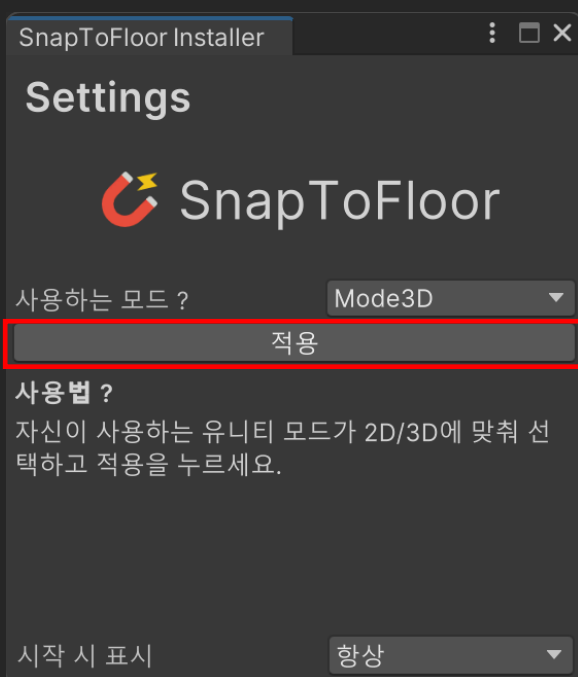 SnapToFloor Installer
Settings
SnapToFloor
사용하는 모드 ? Mode3D
적용
사용법 ?
자신이 사용하는 유니티 모드가 2D/3D에 맞춰 선
택하고 적용을 누르세요.
시작 시 표시 항상